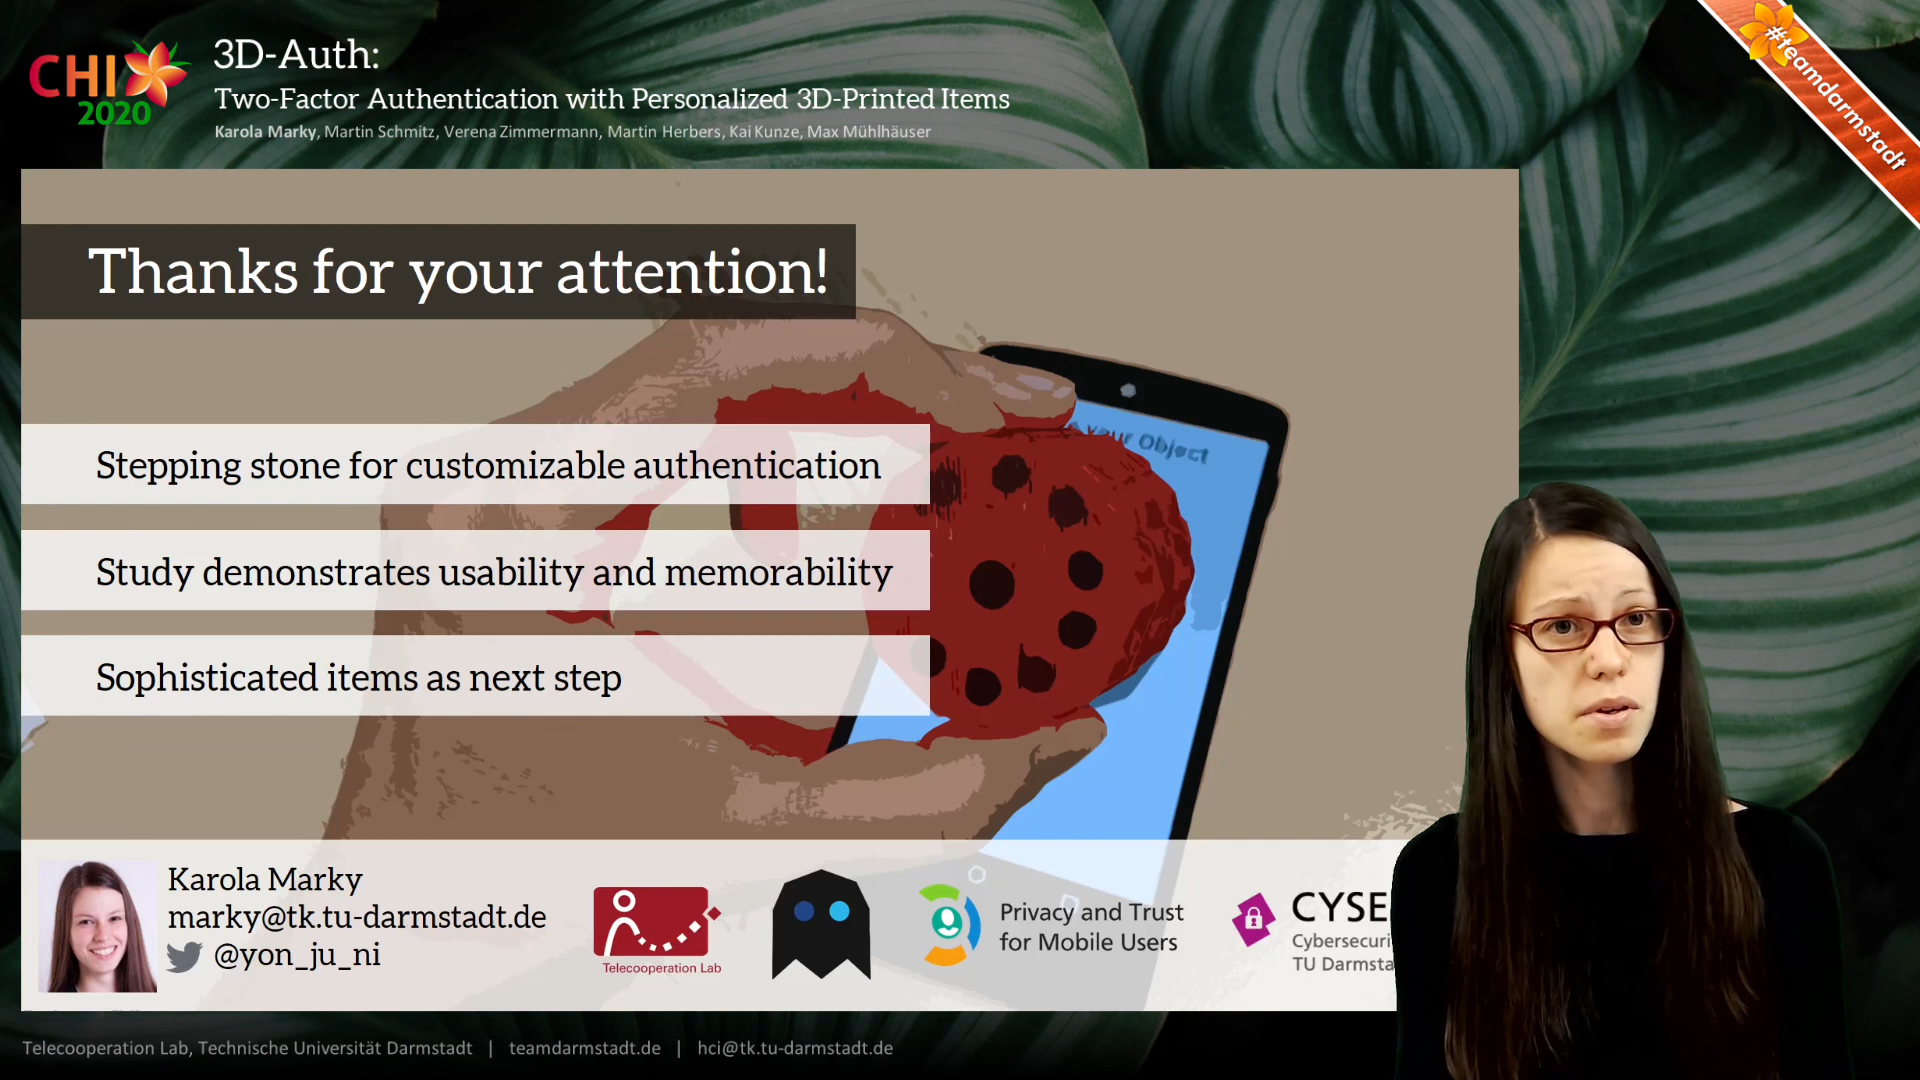 CHI
2020
3D-Auth:
Two-Factor Authentication with Personalized 3D-Printed Items
Karola Marky, Martin Schmitz, Verena Zimmermann, Martin Herbers, Kai Kunze, Max Mühlhäuser
#teamdarmstadt
Thanks for your attention!
your Object
Stepping stone for customizable authentication
Study demonstrates usability and memorability
Sophisticated items as next step
Karola Marky
marky@tk.tu-darmstadt.de
@yon_ju_ni
Telecooperation Lab
Privacy and Trust
for Mobile Users
CYSE
Cybersecuri
TU Darmsta
Telecooperation Lab, Technische Universität Darmstadt | teamdarmstadt.de | hci@tk.tu-darmstadt.de